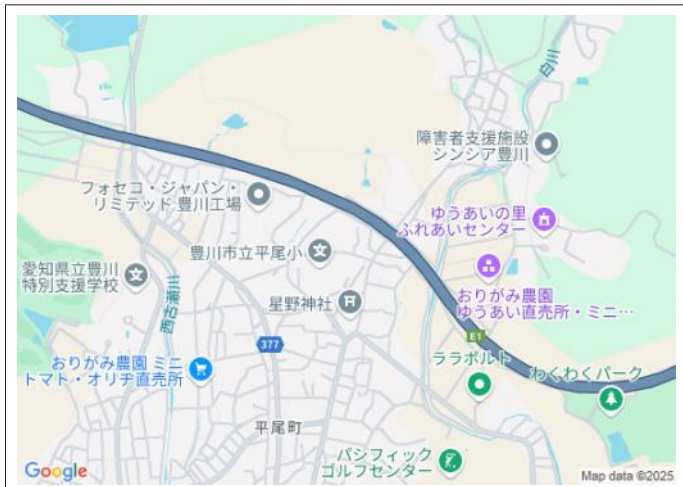 白川
障害者支援施設
シンシア豊川
フォセコ・ジャパン・
リミテッド 豊川工場
ゆうあいの里
ふれあいセンター
豊川市立平尾小
愛知県立豊川
特別支援学校
西古瀬川
星野神社
おりがみ農園
ゆうあい直売所・ミニ…
E1
377
ララポルト
わくわくパーク
おりがみ農園 ミニ
トマト・オリヂ直売所
平尾町
パシフィック
ゴルフセンター
Google
Map data ©2025